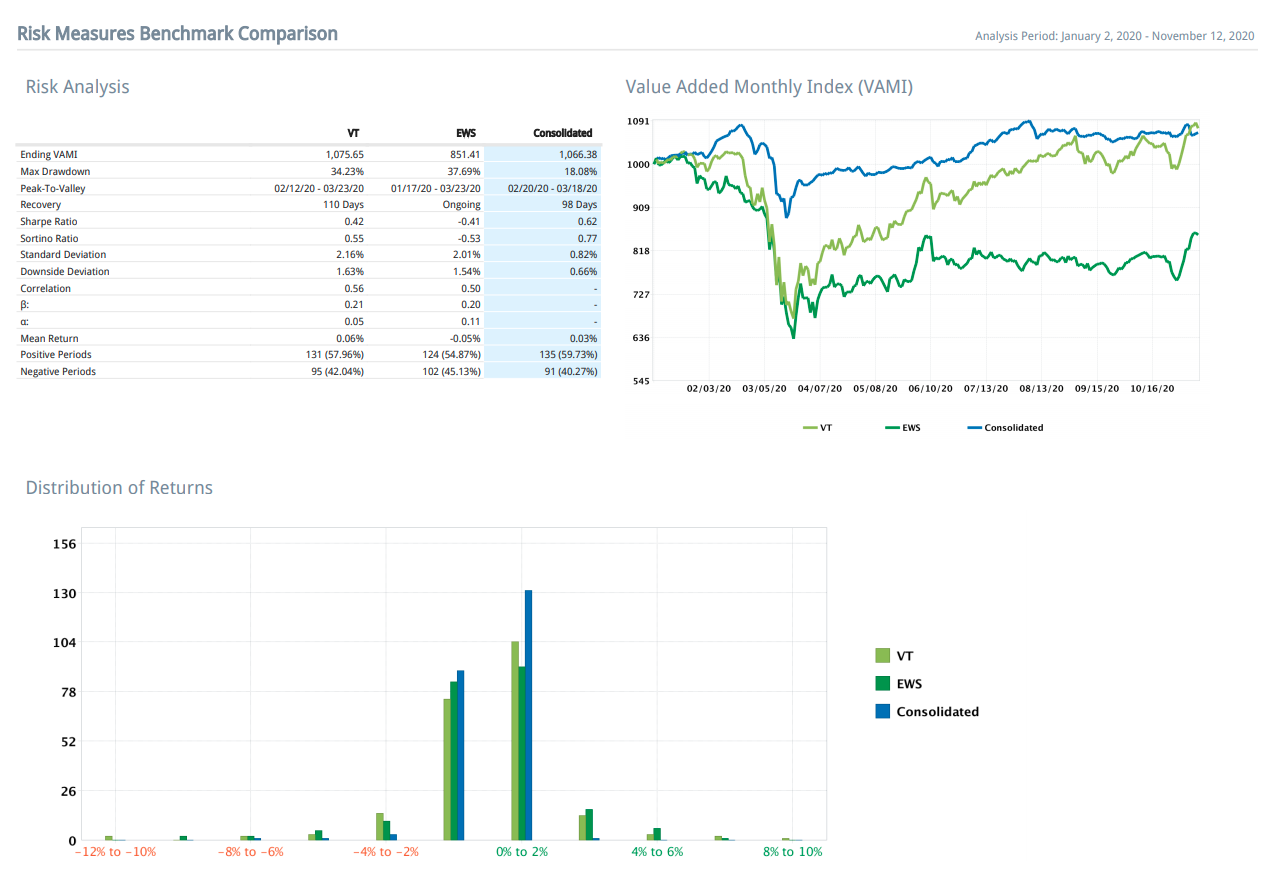 Risk Measures Benchmark Comparison
Analysis Period: January 2, 2020 - November 12, 2020
Risk Analysis
VT EWS Consolidated
Ending VAMI 1,075.65 851.41 1,066.38
Max Drawdown 34.23% 37.69% 18.08%
Peak-To-Valley 02/12/20 - 03/23/20 01/17/20 - 03/23/20 02/20/20 - 03/18/20
Recovery 110 Days Ongoing 98 Days
Sharpe Ratio 0.42 -0.41 0.62
Sortino Ratio 0.55 -0.53 0.77
Standard Deviation 2.16% 2.01% 0.82%
Downside Deviation 1.63% 1.54% 0.66%
Correlation 0.56 0.50 -
β: 0.21 0.20 -
α: 0.05 0.11 -
Mean Return 0.06% -0.05% 0.03%
Positive Periods 131 (57.96%) 124 (54.87%) 135 (59.73%)
Negative Periods 95 (42.04%) 102 (45.13%) 91 (40.27%)
Value Added Monthly Index (VAMI)
1091
1000
909
818
727
636
545
02/03/20 03/05/20 04/07/20 05/08/20 06/10/20 07/13/20 08/13/20 09/15/20 10/16/20
VT EWS Consolidated
Distribution of Returns
156
130
104
78
52
26
0
−12% to −10% −8% to −6% −4% to −2% 0% to 2% 4% to 6% 8% to 10%
VT
EWS
Consolidated